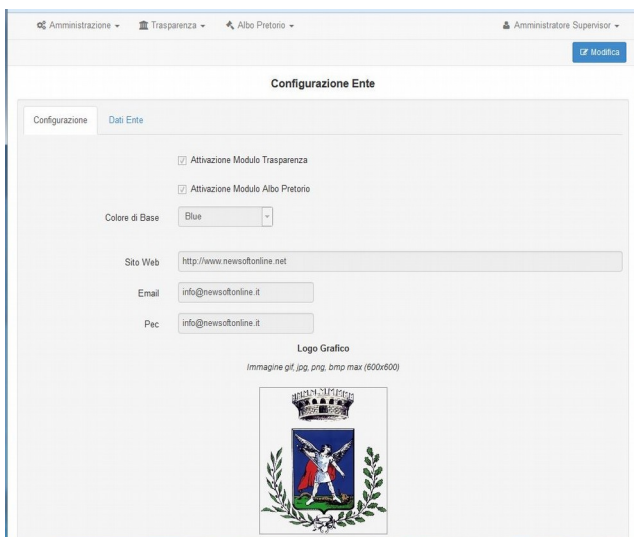 Amministrazione Trasparenza Albo Pretorio Amministratore Supervisor
Modifica
Configurazione Ente
Configurazione Dati Ente
Attivazione Modulo Trasparenza
Attivazione Modulo Albo Pretorio
Colore di Base Blue
Sito Web http://www.newsoftonline.net
Email info@newsoftonline.it
Pec info@newsoftonline.it
Logo Grafico
Immagine gif, jpg, png, bmp max (600x600)